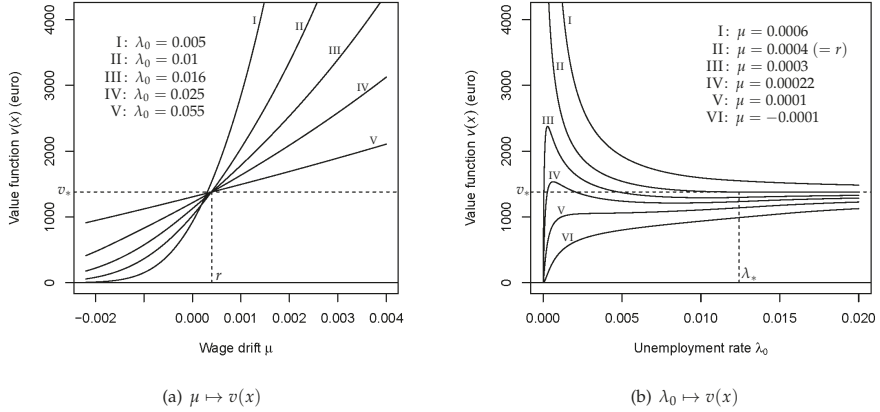 4000
3000
2000
1000
0
Value function v(x) (euro)
v*
I: λ0 = 0.005
II: λ0 = 0.01
III: λ0 = 0.016
IV: λ0 = 0.025
V: λ0 = 0.055
I
II
III
IV
V
r
−0.002
0.000
0.001
0.002
0.003
0.004
Wage drift μ
(a) μ ↦ v(x)
4000
3000
2000
1000
0
Value function v(x) (euro)
v*
I
II
III
IV
V
VI
I: μ = 0.0006
II: μ = 0.0004 (= r)
III: μ = 0.0003
IV: μ = 0.00022
V: μ = 0.0001
VI: μ = −0.0001
λ*
0.000
0.005
0.010
0.015
0.020
Unemployment rate λ0
(b) λ0 ↦ v(x)